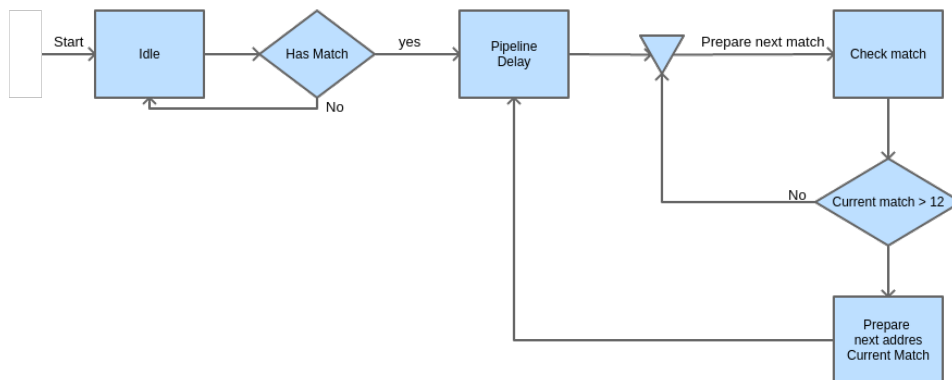 Start
Idle
Has Match
yes
No
Pipeline
Delay
Prepare next match
Check match
No
Current match > 12
Prepare
next addres
Current Match